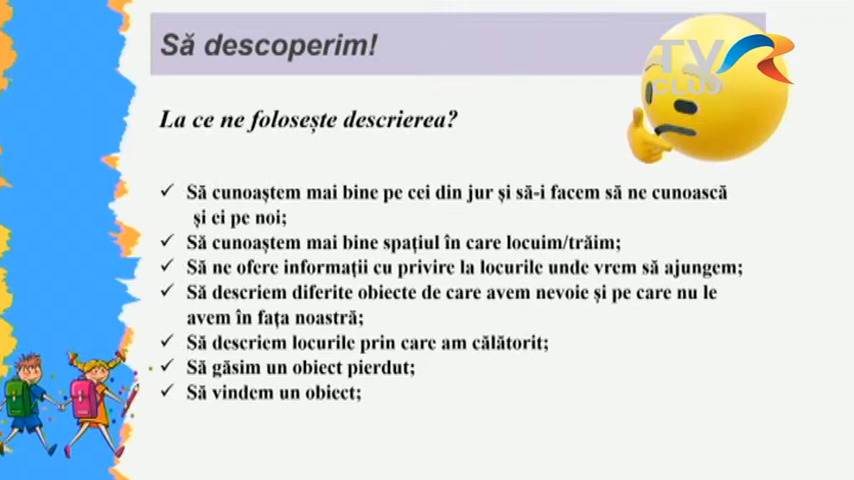 Să descoperim!
TVR
CLUJ
La ce ne folosește descrierea?
Să cunoaștem mai bine pe cei din jur și să-i facem să ne cunoască
și ei pe noi;
Să cunoaștem mai bine spațiul în care locuim/trăim;
Să ne ofere informații cu privire la locurile unde vrem să ajungem;
Să descriem diferite obiecte de care avem nevoie și pe care nu le
avem în fața noastră;
Să descriem locurile prin care am călătorit;
Să găsim un obiect pierdut;
Să vindem un obiect;